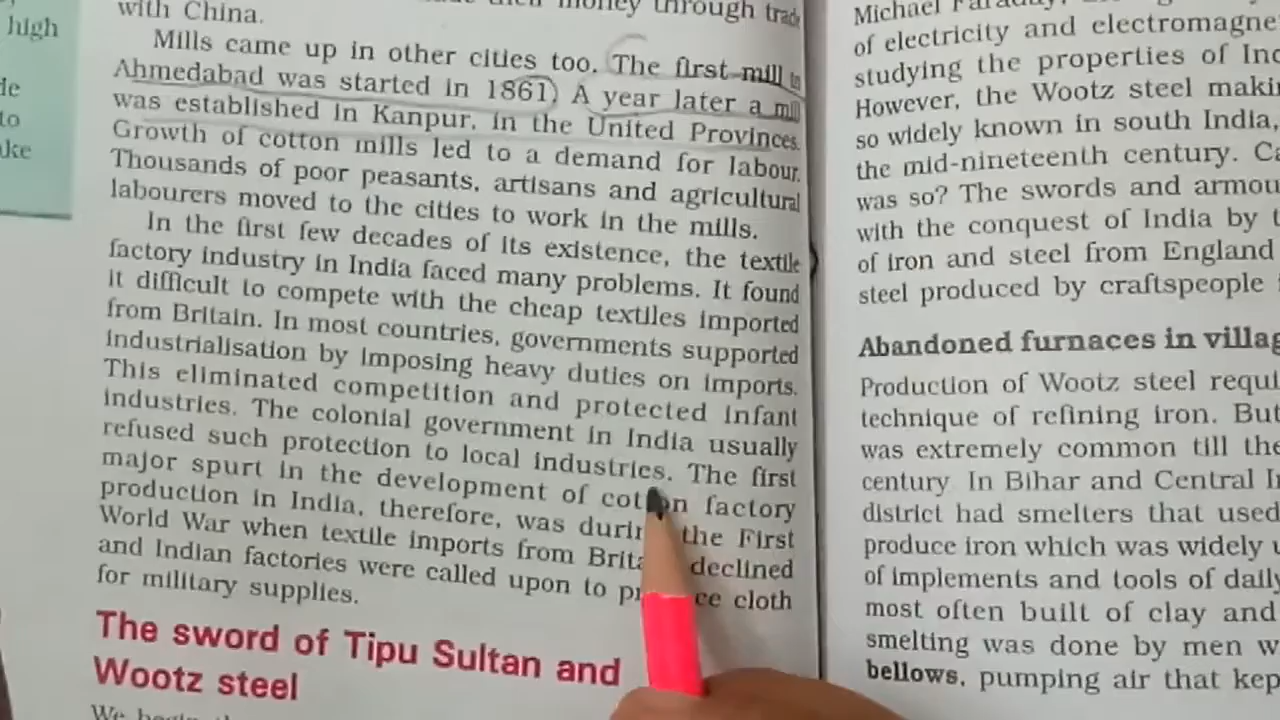 high
de
to
ake
their money through trade
with China.
Mills came up in other cities too. The first mill in
Ahmedabad was started in 1861. A year later a mill
was established in Kanpur, in the United Provinces.
Growth of cotton mills led to a demand for labour.
Thousands of poor peasants, artisans and agricultural
labourers moved to the cities to work in the mills.
In the first few decades of its existence, the textile
factory industry in India faced many problems. It found
it difficult to compete with the cheap textiles imported
from Britain. In most countries, governments supported
industrialisation by imposing heavy duties on imports.
This eliminated competition and protected infant
industries. The colonial government in India usually
refused such protection to local industries. The first
major spurt in the development of cotton factory
production in India, therefore, was during the First
World War when textile imports from Britain declined
and Indian factories were called upon to produce cloth
for military supplies.
The sword of Tipu Sultan and
Wootz steel
We
Michael Faraday,
of electricity and electromagne
studying the properties of Ind
However, the Wootz steel maki
so widely known in south India,
the mid-nineteenth century. Ca
was so? The swords and armou
with the conquest of India by t
of iron and steel from England
steel produced by craftspeople
Abandoned furnaces in villag
Production of Wootz steel requi
technique of refining iron. But
was extremely common till the
century. In Bihar and Central In
district had smelters that used
produce iron which was widely u
of implements and tools of daily
most often built of clay and
smelting was done by men w
bellows, pumping air that kep